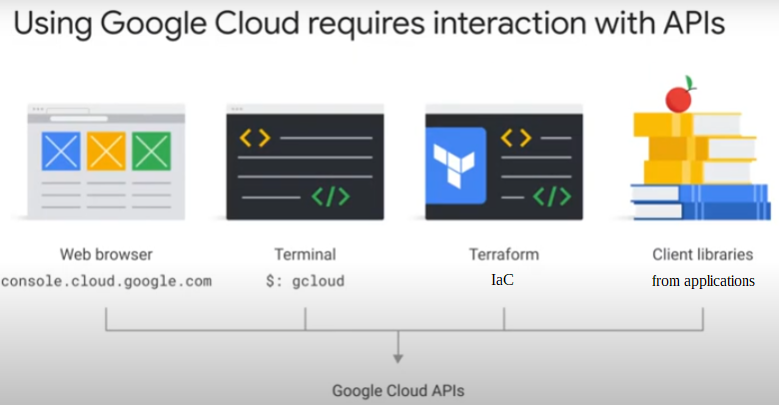 Using Google Cloud requires interaction with APIs
Web browser
console.cloud.google.com
Terminal
$: gcloud
Terraform
IaC
Client libraries
from applications
Google Cloud APIs